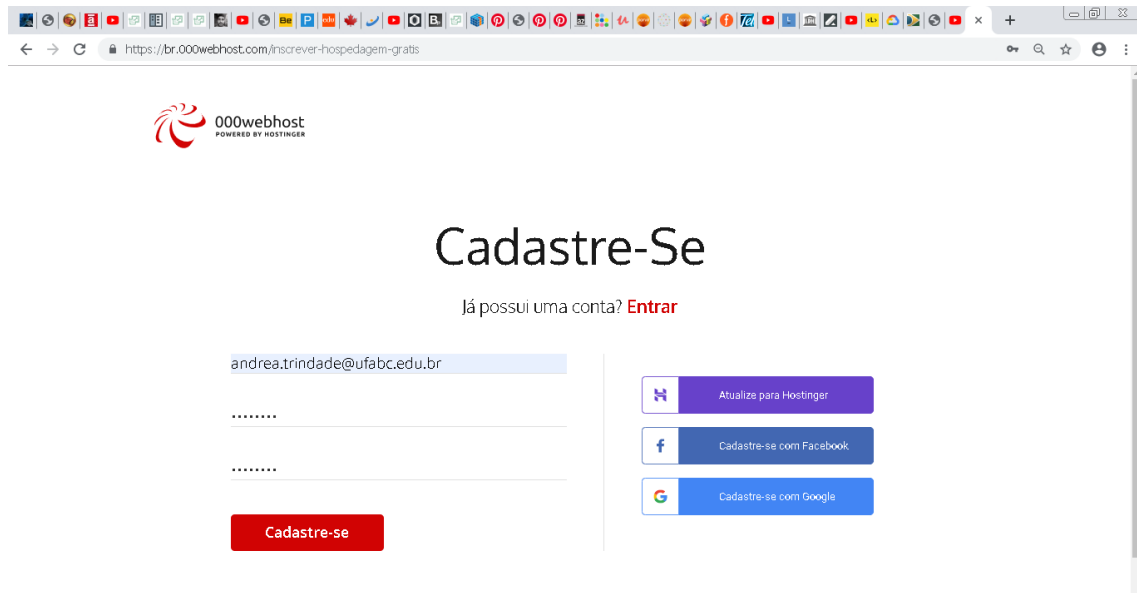 https://br.000webhost.com/inscrever-hospedagem-gratis
000webhost
POWERED BY HOSTINGER
Cadastre-Se
Já possui uma conta? Entrar
andrea.trindade@ufabc.edu.br
........
........
Cadastre-se
Atualize para Hostinger
Cadastre-se com Facebook
Cadastre-se com Google